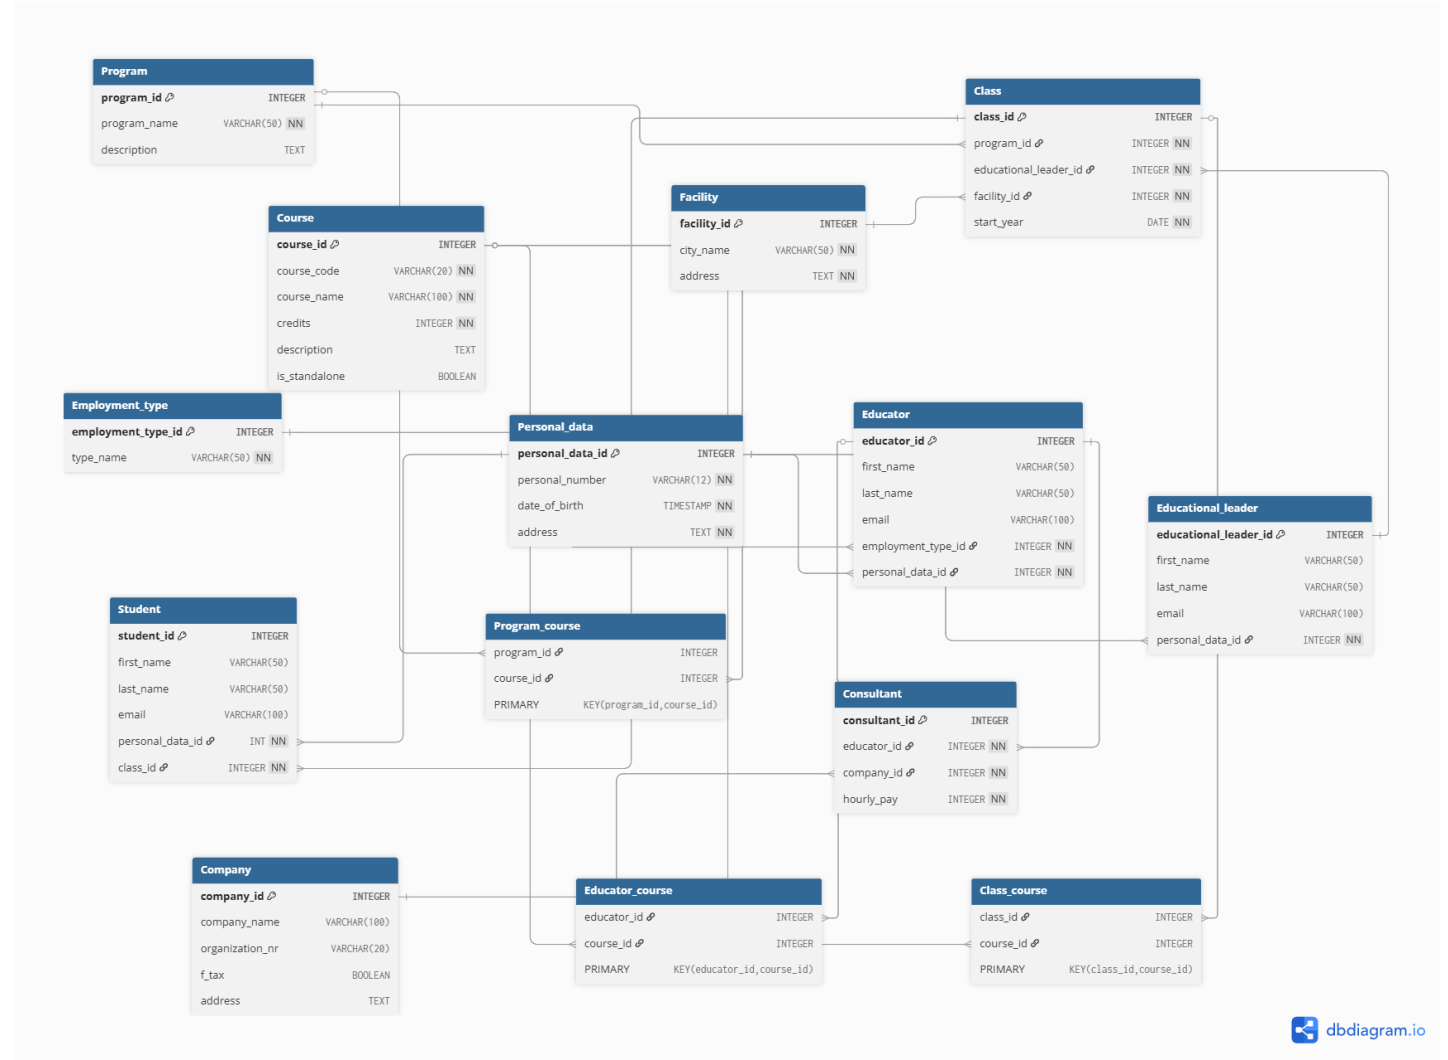 Program
program_id INTEGER
program_name VARCHAR(50) NN
description TEXT
Class
class_id INTEGER
program_id INTEGER NN
educational_leader_id INTEGER NN
facility_id INTEGER NN
start_year DATE NN
Facility
facility_id INTEGER
city_name VARCHAR(50) NN
address TEXT NN
Course
course_id INTEGER
course_code VARCHAR(20) NN
course_name VARCHAR(100) NN
credits INTEGER NN
description TEXT
is_standalone BOOLEAN
Employment_type
employment_type_id INTEGER
type_name VARCHAR(50) NN
Personal_data
personal_data_id INTEGER
personal_number VARCHAR(12) NN
date_of_birth TIMESTAMP NN
address TEXT NN
Educator
educator_id INTEGER
first_name VARCHAR(50)
last_name VARCHAR(50)
email VARCHAR(100)
employment_type_id INTEGER NN
personal_data_id INTEGER NN
Educational_leader
educational_leader_id INTEGER
first_name VARCHAR(50)
last_name VARCHAR(50)
email VARCHAR(100)
personal_data_id INTEGER NN
Student
student_id INTEGER
first_name VARCHAR(50)
last_name VARCHAR(50)
email VARCHAR(100)
personal_data_id INT NN
class_id INTEGER NN
Program_course
program_id INTEGER
course_id INTEGER
PRIMARY KEY(program_id,course_id)
Consultant
consultant_id INTEGER
educator_id INTEGER NN
company_id INTEGER NN
hourly_pay INTEGER NN
Company
company_id INTEGER
company_name VARCHAR(100)
organization_nr VARCHAR(20)
f_tax BOOLEAN
address TEXT
Educator_course
educator_id INTEGER
course_id INTEGER
PRIMARY KEY(educator_id,course_id)
Class_course
class_id INTEGER
course_id INTEGER
PRIMARY KEY(class_id,course_id)
dbdiagram.io